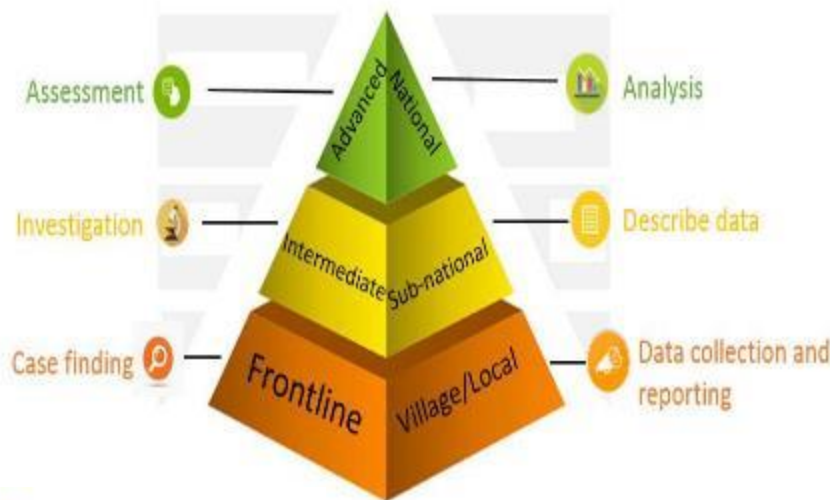 Assessment
Advanced
National
Analysis
Investigation
Intermediate
Sub-national
Describe data
Case finding
Frontline
Village/Local
Data collection and
reporting